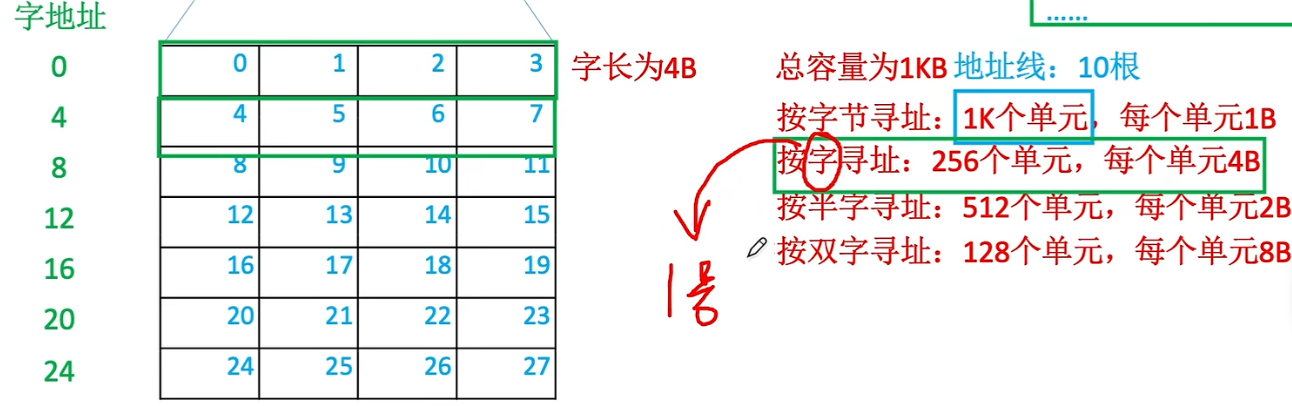 字地址
......
0 0 1 2 3 字长为4B 总容量为1KB 地址线：10根
4 4 5 6 7 按字节寻址：1K个单元，每个单元1B
8 8 9 10 11 按字寻址：256个单元，每个单元4B
12 12 13 14 15 按半字寻址：512个单元，每个单元2B
16 16 17 18 19 按双字寻址：128个单元，每个单元8B
1号
20 20 21 22 23
24 24 25 26 27